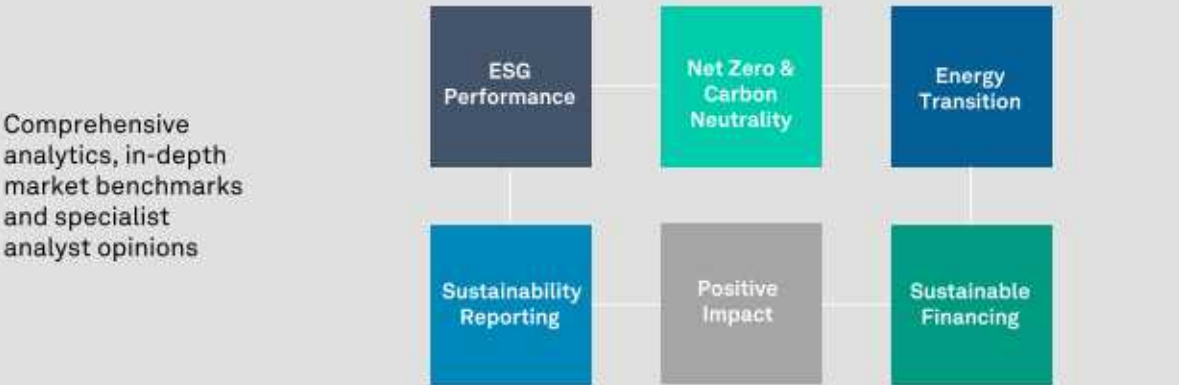 Comprehensive
analytics, in-depth
market benchmarks
and specialist
analyst opinions
ESG
Performance
Net Zero &
Carbon
Neutrality
Energy
Transition
Sustainability
Reporting
Positive
Impact
Sustainable
Financing